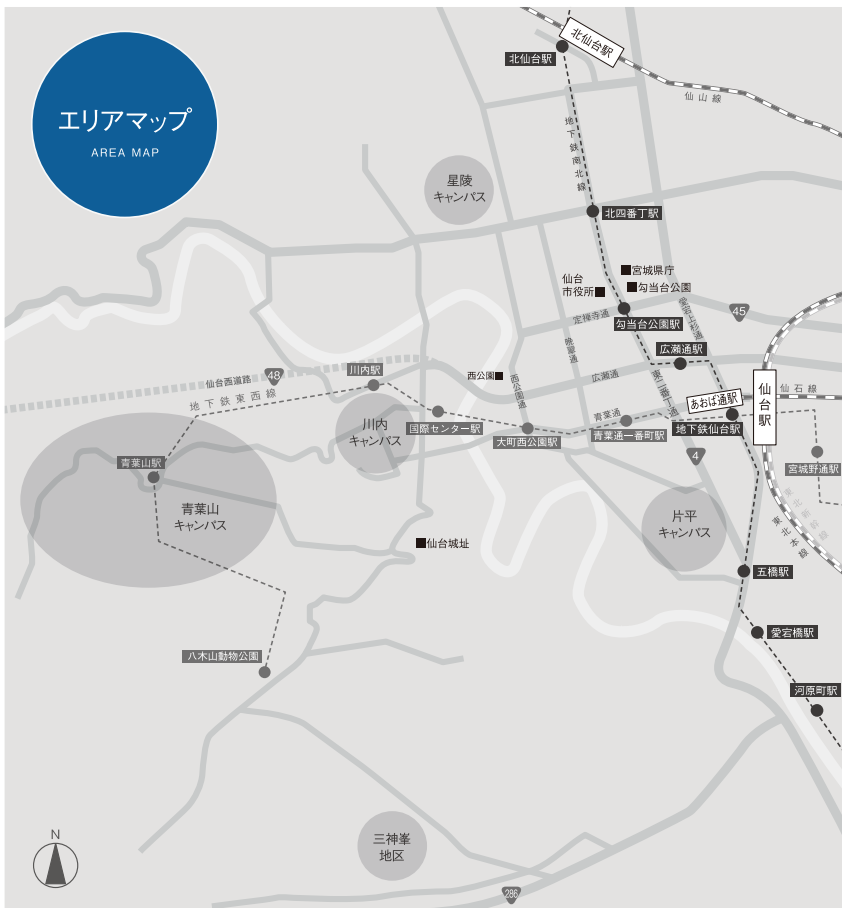 エリアマップ
AREA MAP
北仙台駅
北仙台駅
仙山線
地下鉄南北線
星陵
キャンパス
北四番丁駅
宮城県庁
勾当台公園
仙台
市役所
勾当台公園駅
定禅寺通
愛宕上杉通
45
晩翠通
広瀬通駅
仙台西道路
48
川内駅
地下鉄東西線
西公園
西公園通
広瀬通
東二番丁通
仙石線
仙台駅
あおば通駅
川内
キャンパス
国際センター駅
大町西公園駅
青葉通
青葉通一番町駅
地下鉄仙台駅
4
宮城野通駅
青葉山駅
青葉山
キャンパス
片平
キャンパス
東北新幹線
東北本線
仙台城址
五橋駅
愛宕橋駅
八木山動物公園
河原町駅
三神峯
地区
N
286